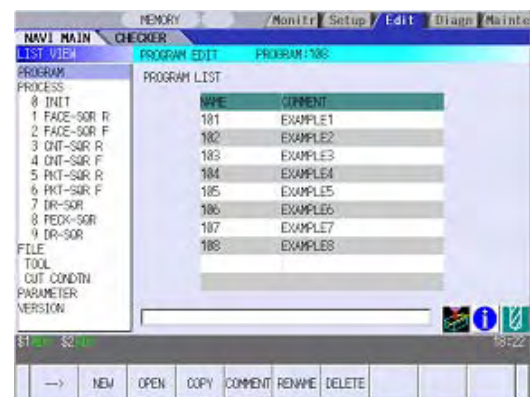 MEMORY Monitr Setup Edit Diagn Mainte
NAVI MAIN CHECKER
LIST VIEW PROGRAM EDIT PROGRAM:108
PROGRAM PROGRAM LIST
PROCESS
0 INIT NAME COMMENT
1 FACE-SQR R 101 EXAMPLE1
2 FACE-SQR F 102 EXAMPLE2
3 CNT-SQR R 103 EXAMPLE3
4 CNT-SQR F 104 EXAMPLE4
5 PKT-SQR R 105 EXAMPLE5
6 PKT-SQR F 106 EXAMPLE6
7 DR-SQR 107 EXAMPLE7
8 PECK-SQR 108 EXAMPLE8
9 DR-SQR
FILE
TOOL
CUT CONDTN
PARAMETER
VERSION
$1 $2 18:22
--> NEW OPEN COPY COMMENT RENAME DELETE